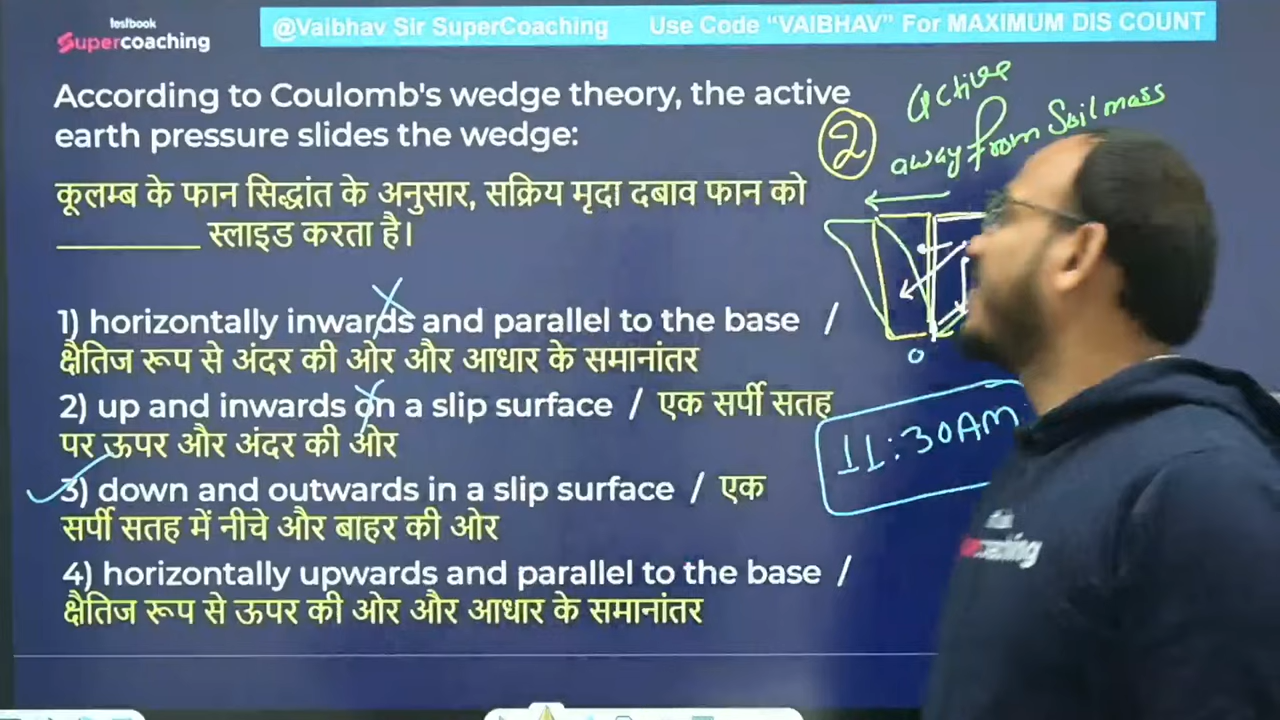 testbook
Supercoaching
@Vaibhav Sir SuperCoaching Use Code “VAIBHAV” For MAXIMUM DIS COUNT
According to Coulomb's wedge theory, the active
earth pressure slides the wedge:
कूलम्ब के फान सिद्धांत के अनुसार, सक्रिय मृदा दबाव फान को
_________ स्लाइड करता है।
1) horizontally inwards and parallel to the base /
क्षैतिज रूप से अंदर की ओर और आधार के समानांतर
2) up and inwards on a slip surface / एक सर्पी सतह
पर ऊपर और अंदर की ओर
3) down and outwards in a slip surface / एक
सर्पी सतह में नीचे और बाहर की ओर
4) horizontally upwards and parallel to the base /
क्षैतिज रूप से ऊपर की ओर और आधार के समानांतर
2
active
away from Soil mass
0
11:30AM
coaching